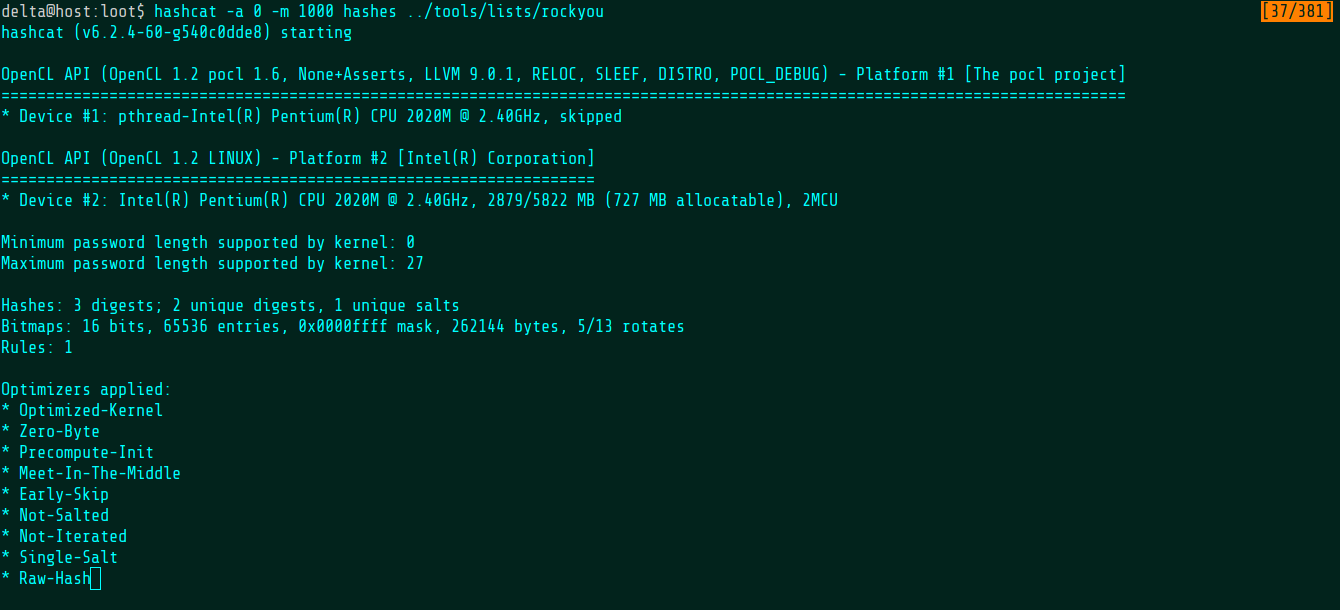 delta@host:loot$ hashcat -a 0 -m 1000 hashes ../tools/lists/rockyou [37/381]
hashcat (v6.2.4-60-g540c0dde8) starting
OpenCL API (OpenCL 1.2 pocl 1.6, None+Asserts, LLVM 9.0.1, RELOC, SLEEF, DISTRO, POCL_DEBUG) - Platform #1 [The pocl project]
=============================================================================================================================
* Device #1: pthread-Intel(R) Pentium(R) CPU 2020M @ 2.40GHz, skipped
OpenCL API (OpenCL 1.2 LINUX) - Platform #2 [Intel(R) Corporation]
==================================================================
* Device #2: Intel(R) Pentium(R) CPU 2020M @ 2.40GHz, 2879/5822 MB (727 MB allocatable), 2MCU
Minimum password length supported by kernel: 0
Maximum password length supported by kernel: 27
Hashes: 3 digests; 2 unique digests, 1 unique salts
Bitmaps: 16 bits, 65536 entries, 0x0000ffff mask, 262144 bytes, 5/13 rotates
Rules: 1
Optimizers applied:
* Optimized-Kernel
* Zero-Byte
* Precompute-Init
* Meet-In-The-Middle
* Early-Skip
* Not-Salted
* Not-Iterated
* Single-Salt
* Raw-Hash